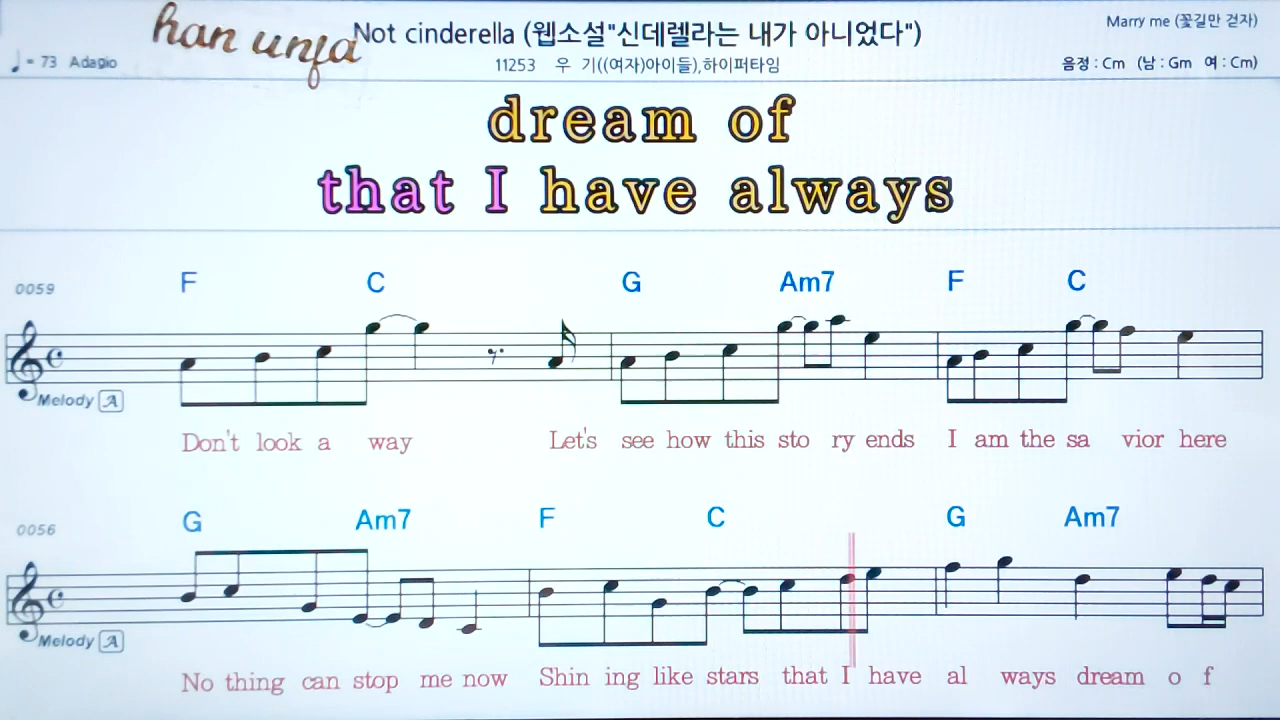 han unfa
Not cinderella (웹소설"신데렐라는 내가 아니었다")
Marry me (꽃길만 걷자)
♩ = 73 Adagio
11253 우 기((여자)아이들),하이퍼타임
음정 : Cm (남 : Gm 여 : Cm)
dream of
that I have always
0059
F C G Am7 F C
Melody A
Don't look a way Let's see how this sto ry ends I am the sa vior here
0056
G Am7 F C G Am7
Melody A
No thing can stop me now Shin ing like stars that I have al ways dream o f